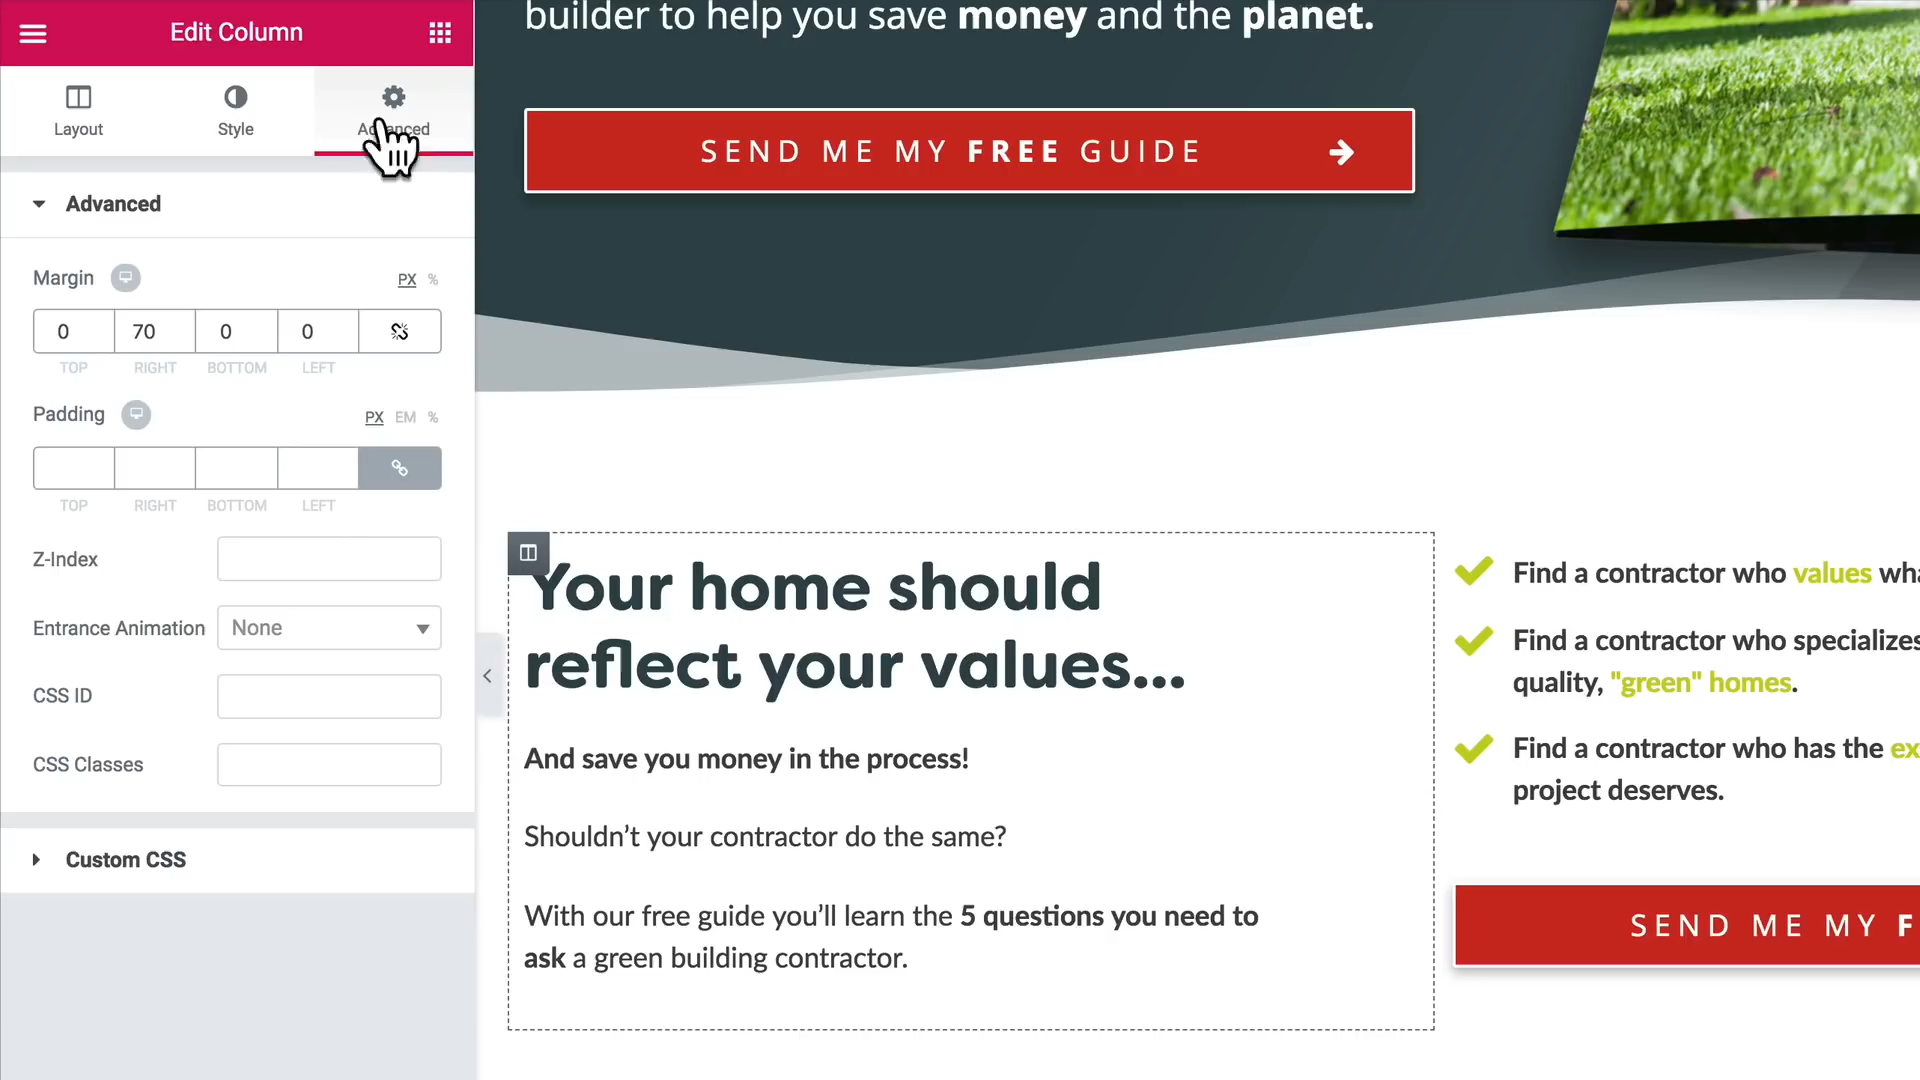 Edit Column
Layout
Style
Advanced
Advanced
Margin
PX %
0 70 0 0
TOP RIGHT BOTTOM LEFT
Padding
PX EM %
TOP RIGHT BOTTOM LEFT
Z-Index
Entrance Animation None
CSS ID
CSS Classes
Custom CSS
builder to help you save money and the planet.
SEND ME MY FREE GUIDE
Your home should
reflect your values...
And save you money in the process!
Shouldn't your contractor do the same?
With our free guide you'll learn the 5 questions you need to
ask a green building contractor.
Find a contractor who values
Find a contractor who specializes
quality, "green" homes.
Find a contractor who has the
project deserves.
SEND ME MY